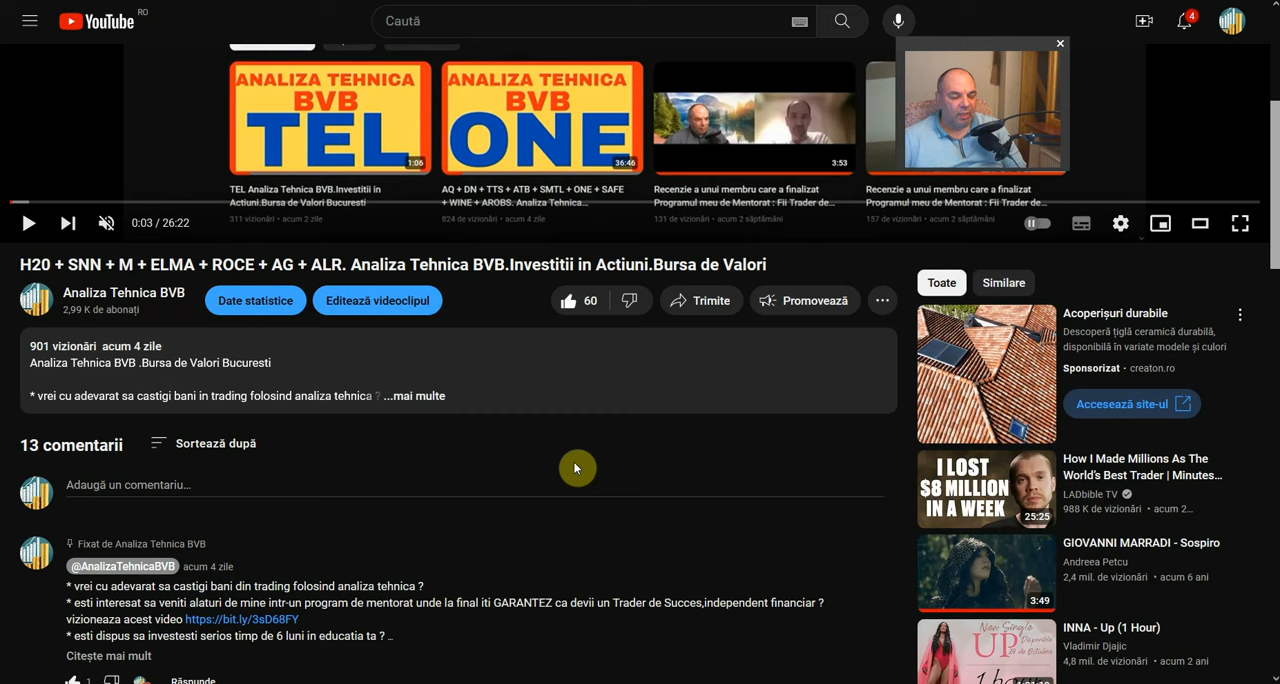 YouTube RO
Caută
4
ANALIZA TEHNICA
BVB
TEL
1:06
ANALIZA TEHNICA
BVB
ONE
36:46
3:53
TEL Analiza Tehnica BVB.Investitii in
Actiuni.Bursa de Valori Bucuresti
311 vizionări • acum 2 zile
AQ + DN + TTS + ATB + SMTL + ONE + SAFE
+ WINE + AROBS. Analiza Tehnica...
824 de vizionări • acum 4 zile
Recenzie a unui membru care a finalizat
Programul meu de Mentorat : Fii Trader de...
131 de vizionări • acum 2 săptămâni
Recenzie a unui membru care a finalizat
Programul meu de Mentorat : Fii Trader de...
157 de vizionări • acum 2 săptămâni
0:03 / 26:22
H20 + SNN + M + ELMA + ROCE + AG + ALR. Analiza Tehnica BVB.Investitii in Actiuni.Bursa de Valori
Analiza Tehnica BVB
2,99 K de abonați
Date statistice
Editează videoclipul
60
Trimite
Promovează
901 vizionări acum 4 zile
Analiza Tehnica BVB .Bursa de Valori Bucuresti
* vrei cu adevarat sa castigi bani in trading folosind analiza tehnica ? ...mai multe
13 comentarii
Sortează după
Adaugă un comentariu...
Fixat de Analiza Tehnica BVB
@AnalizaTehnicaBVB acum 4 zile
* vrei cu adevarat sa castigi bani din trading folosind analiza tehnica ?
* esti interesat sa veniti alaturi de mine intr-un program de mentorat unde la final iti GARANTEZ ca devii un Trader de Succes,independent financiar ?
vizioneaza acest video https://bit.ly/3sD68FY
* esti dispus sa investesti serios timp de 6 luni in educatia ta ? ..
Citește mai mult
1
Răspunde
Toate
Similare
Acoperișuri durabile
Descoperă țiglă ceramică durabilă,
disponibilă in variate modele și culori
Sponsorizat · creaton.ro
Accesează site-ul
I LOST
$8 MILLION
IN A WEEK
25:25
How I Made Millions As The
World's Best Trader | Minutes...
LADbible TV
988 K de vizionări • acum 2...
3:49
GIOVANNI MARRADI - Sospiro
Andreea Petcu
2,4 mil. de vizionări • acum 6 ani
New Single
UP
INNA - Up (1 Hour)
Vladimir Djajic
4,8 mil. de vizionări • acum 2 ani